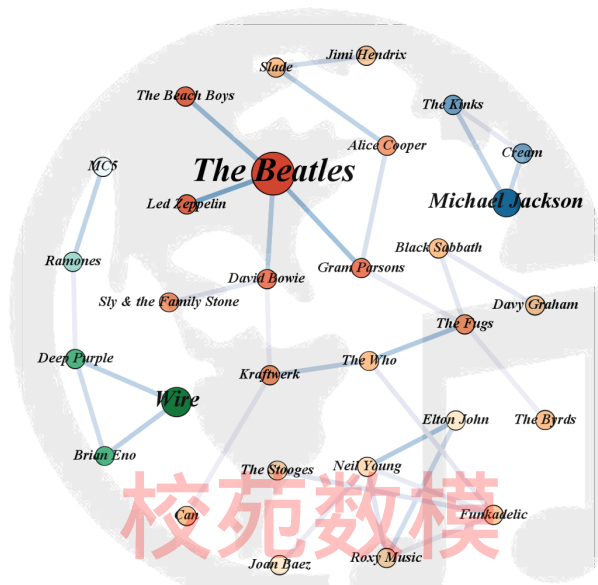 Jimi Hendrix
Slade
The Beach Boys
The Kinks
Alice Cooper
Cream
MC5
The Beatles
Led Zeppelin
Michael Jackson
Black Sabbath
Ramones
Gram Parsons
David Bowie
Sly & the Family Stone
Davy Graham
The Fugs
Deep Purple
The Who
Kraftwerk
Wire
Elton John
The Byrds
Brian Eno
The Stooges
Neil Young
Can
Funkadelic
Joan Baez
Roxy Music
校苑数模